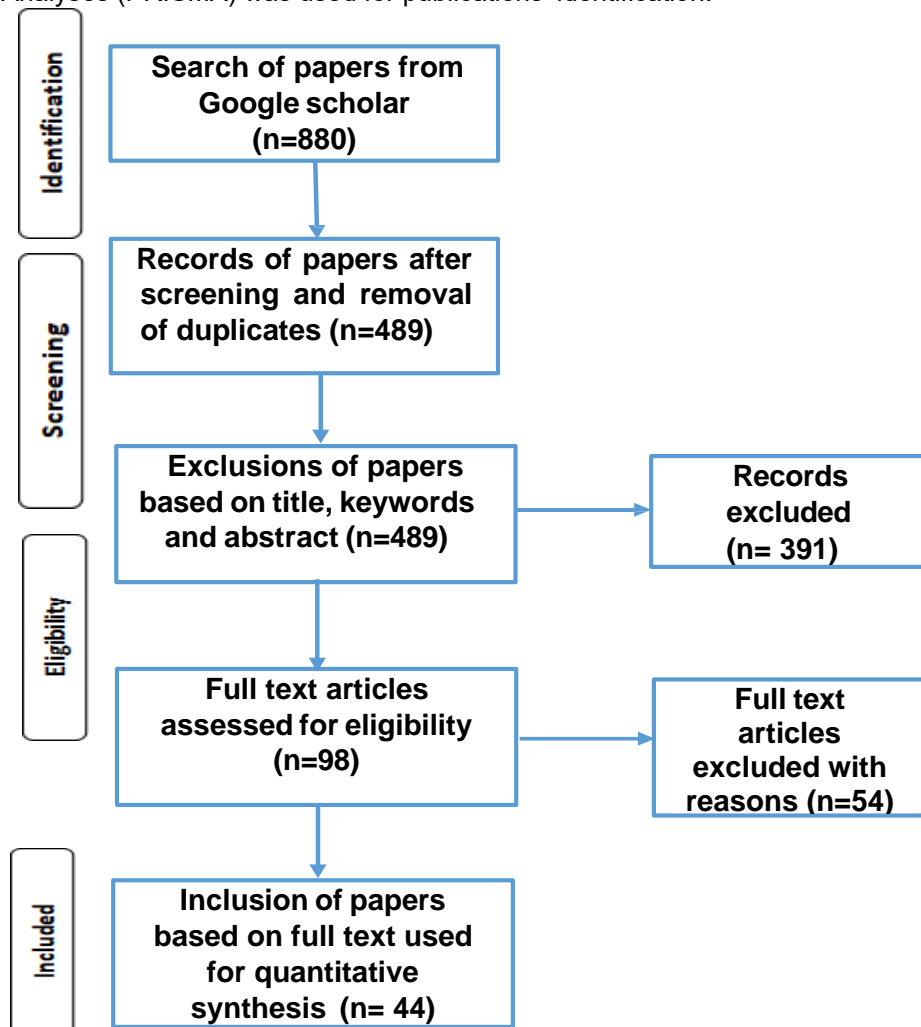 Identification
Search of papers from
Google scholar
(n=880)
Screening
Records of papers after
screening and removal
of duplicates (n=489)
Exclusions of papers
based on title, keywords
and abstract (n=489)
Records
excluded
(n= 391)
Eligibility
Full text articles
assessed for eligibility
(n=98)
Full text
articles
excluded with
reasons (n=54)
Included
Inclusion of papers
based on full text used
for quantitative
synthesis (n= 44)